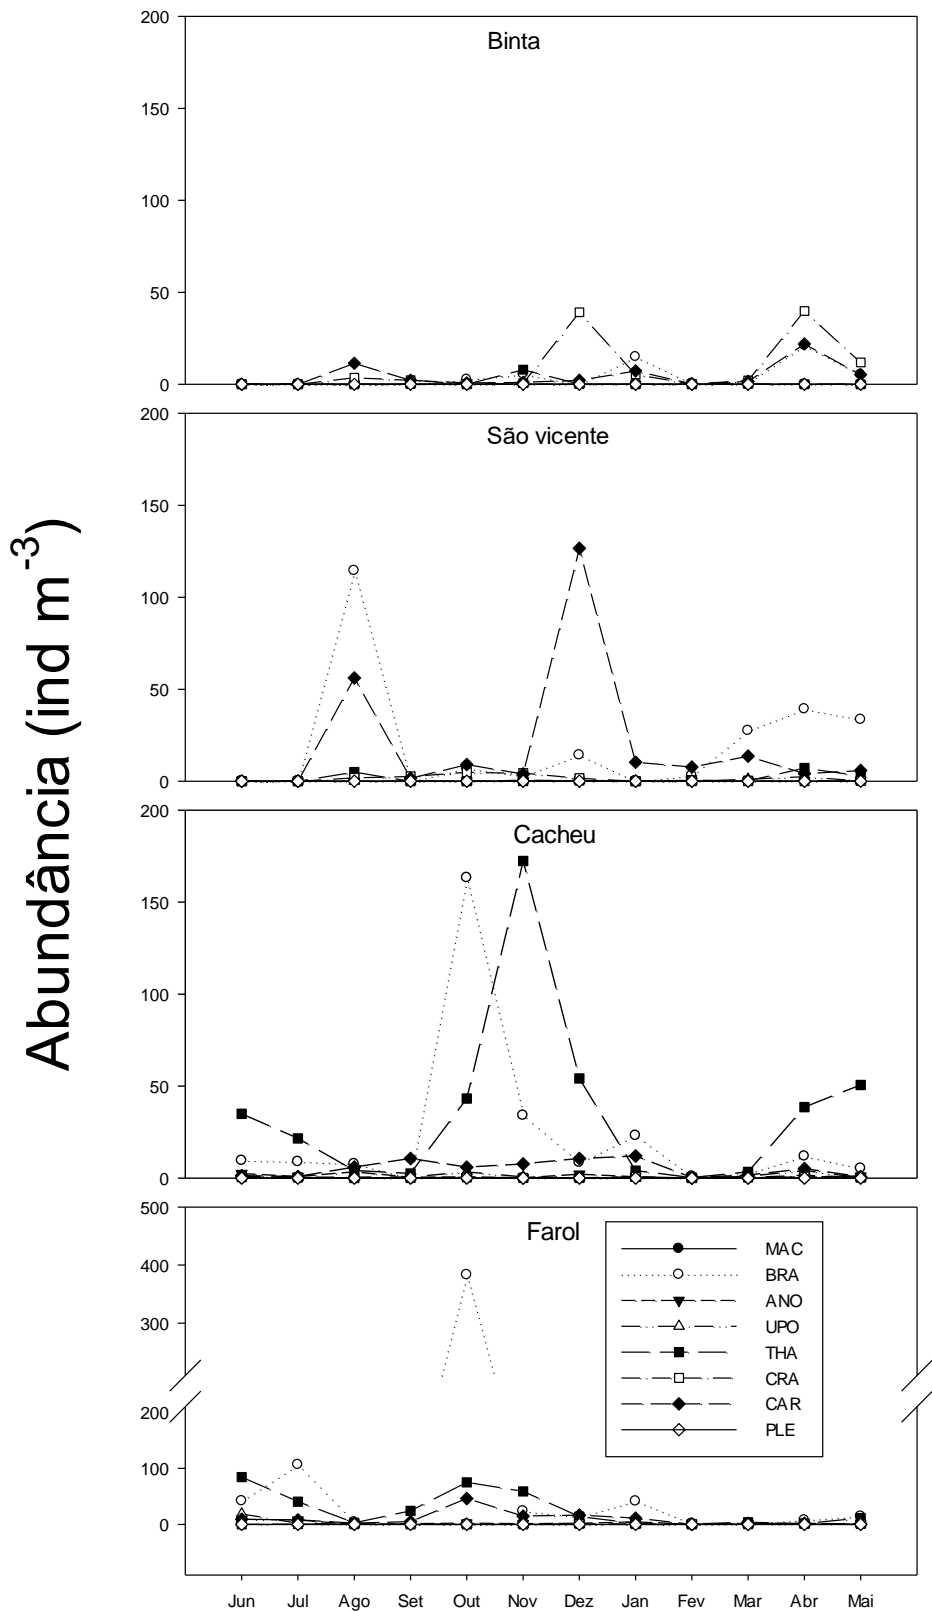 Abundância (ind m⁻³)
200
Binta
150
100
50
0
200
São vicente
150
100
50
0
200
Cacheu
150
100
50
0
500
Farol
400
300
200
100
0
MAC
BRA
ANO
UPO
THA
CRA
CAR
PLE
Jun Jul Ago Set Out Nov Dez Jan Fev Mar Abr Mai